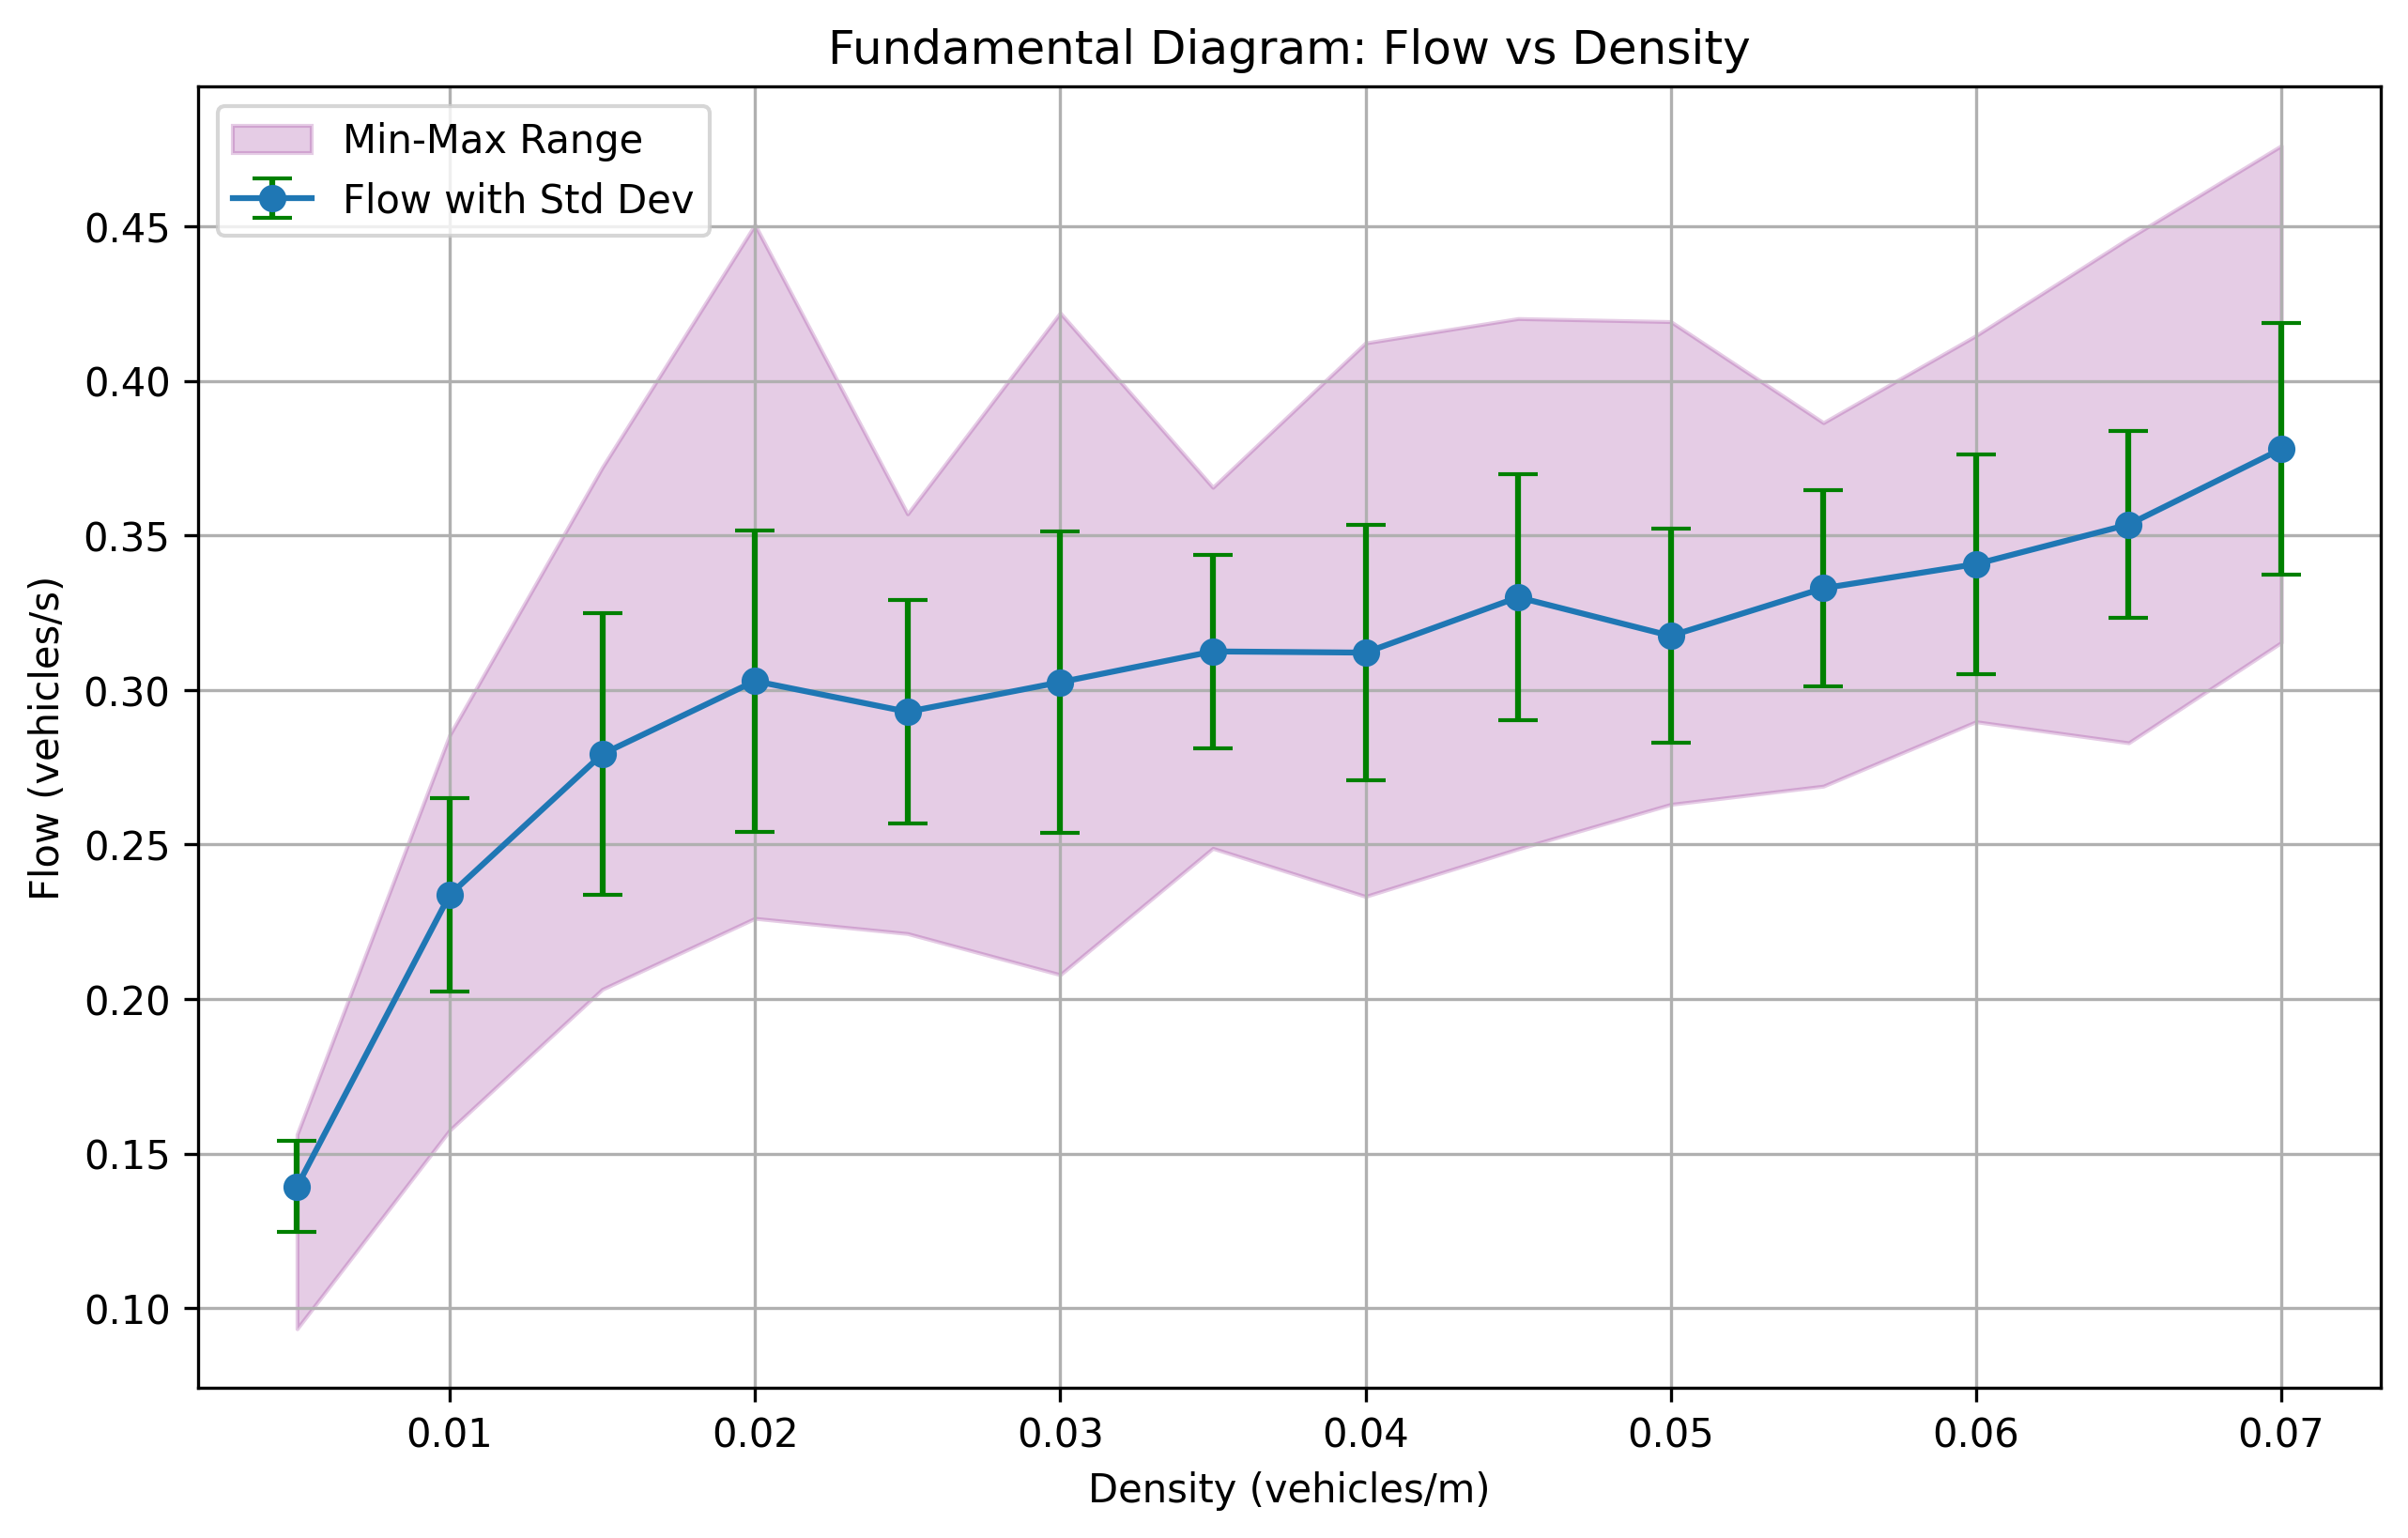 Fundamental Diagram: Flow vs Density
Min-Max Range
Flow with Std Dev
Flow (vehicles/s)
0.45
0.40
0.35
0.30
0.25
0.20
0.15
0.10
0.01 0.02 0.03 0.04 0.05 0.06 0.07
Density (vehicles/m)